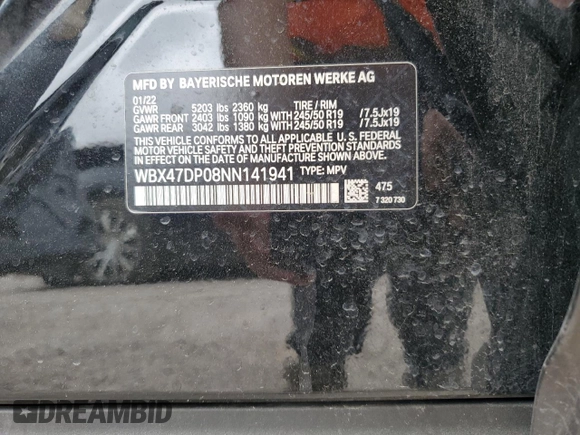 MFD BY BAYERISCHE MOTOREN WERKE AG
01/22
GVWR 5203 lbs 2360 kg TIRE / RIM
GAWR FRONT 2403 lbs 1090 kg WITH 245/50 R19 / 7.5Jx19
GAWR REAR 3042 lbs 1380 kg WITH 245/50 R19 / 7.5Jx19
THIS VEHICLE CONFORMS TO ALL APPLICABLE U.S. FEDERAL
MOTOR VEHICLE SAFETY, BUMPER, AND THEFT PREVENTION
STANDARDS IN EFFECT ON THE DATE OF MANUFACTURE SHOWN ABOVE.
WBX47DP08NN141941 TYPE: MPV
475
7 320 730
DREAMBID